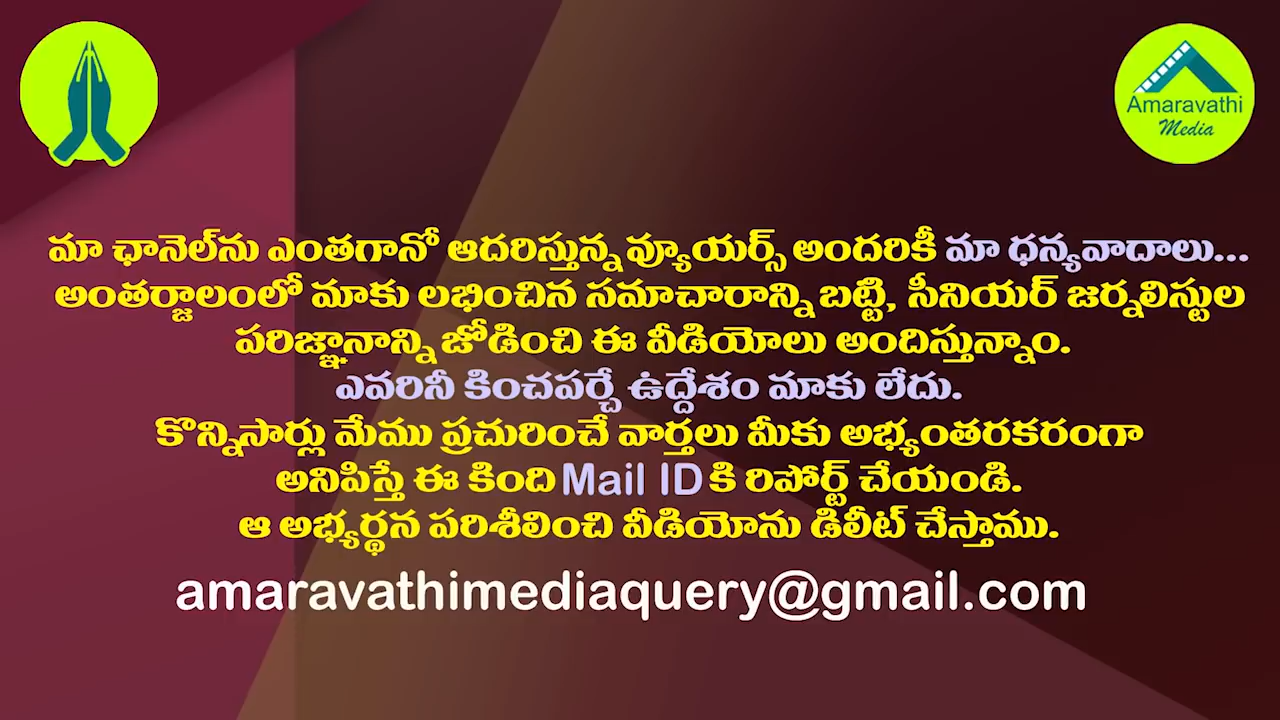 Amaravathi
Media
మా ఛానెల్‌ను ఎంతగానో ఆదరిస్తున్న వ్యూయర్స్ అందరికీ మా ధన్యవాదాలు...
అంతర్జాలంలో మాకు లభించిన సమాచారాన్ని బట్టి, సీనియర్ జర్నలిస్టుల
పరిజ్ఞానాన్ని జోడించి ఈ వీడియోలు అందిస్తున్నాం.
ఎవరినీ కించపర్చే ఉద్దేశం మాకు లేదు.
కొన్నిసార్లు మేము ప్రచురించే వార్తలు మీకు అభ్యంతరకరంగా
అనిపిస్తే ఈ కింది Mail ID కి రిపోర్ట్ చేయండి.
ఆ అభ్యర్థన పరిశీలించి వీడియోను డిలీట్ చేస్తాము.
amaravathimediaquery@gmail.com